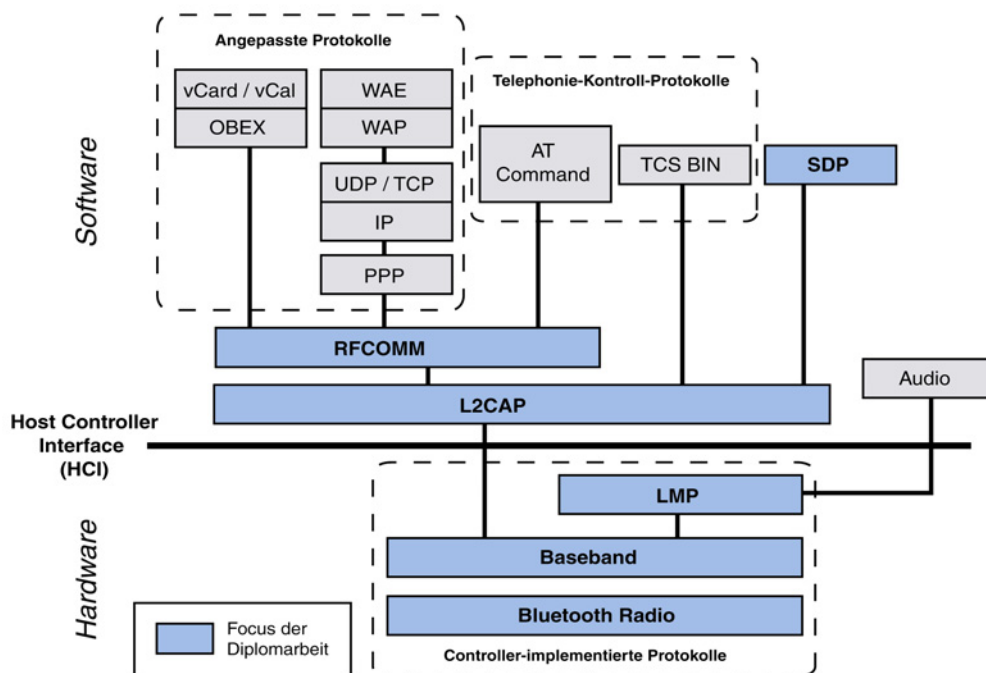 Angepasste Protokolle
vCard / vCal
OBEX
WAE
WAP
UDP / TCP
IP
PPP
Telephonie-Kontroll-Protokolle
AT
Command
TCS BIN
SDP
Software
RFCOMM
L2CAP
Audio
Host Controller
Interface
(HCI)
LMP
Baseband
Bluetooth Radio
Controller-implementierte Protokolle
Hardware
Focus der
Diplomarbeit